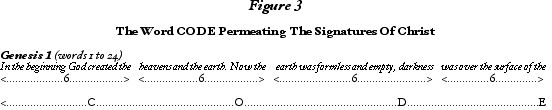 Figure 3
The Word CODE Permeating The Signatures Of Christ
Genesis 1 (words 1 to 24)
In the beginning God created the heavens and the earth. Now the earth was formless and empty, darkness was over the surface of the
<..............6..............> <..............6..............> <..............6..............> <..............6..............>
<......................C......................................O..........................................D....................................E